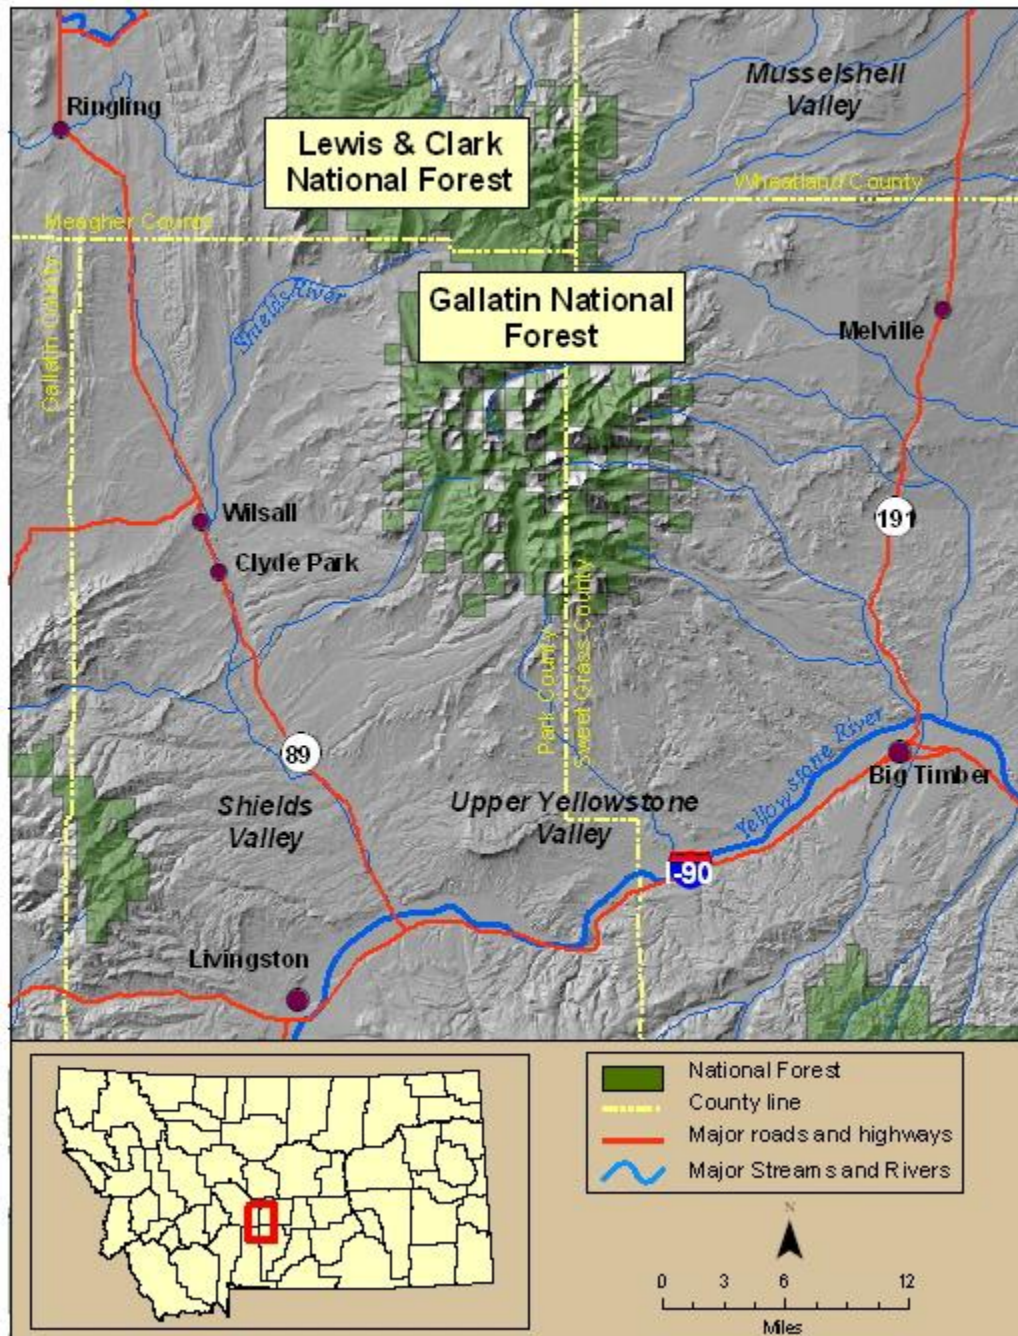 Musselshell
Valley
Ringling
Lewis & Clark
National Forest
Wheatland County
Meagher County
Gallatin County
Shields River
Gallatin National
Forest
Melville
Wilsall
191
Clyde Park
Park County
Sweet Grass County
89
Yellowstone River
Big Timber
Shields
Valley
Upper Yellowstone
Valley
I-90
Livingston
National Forest
County line
Major roads and highways
Major Streams and Rivers
N
0 3 6 12
Miles